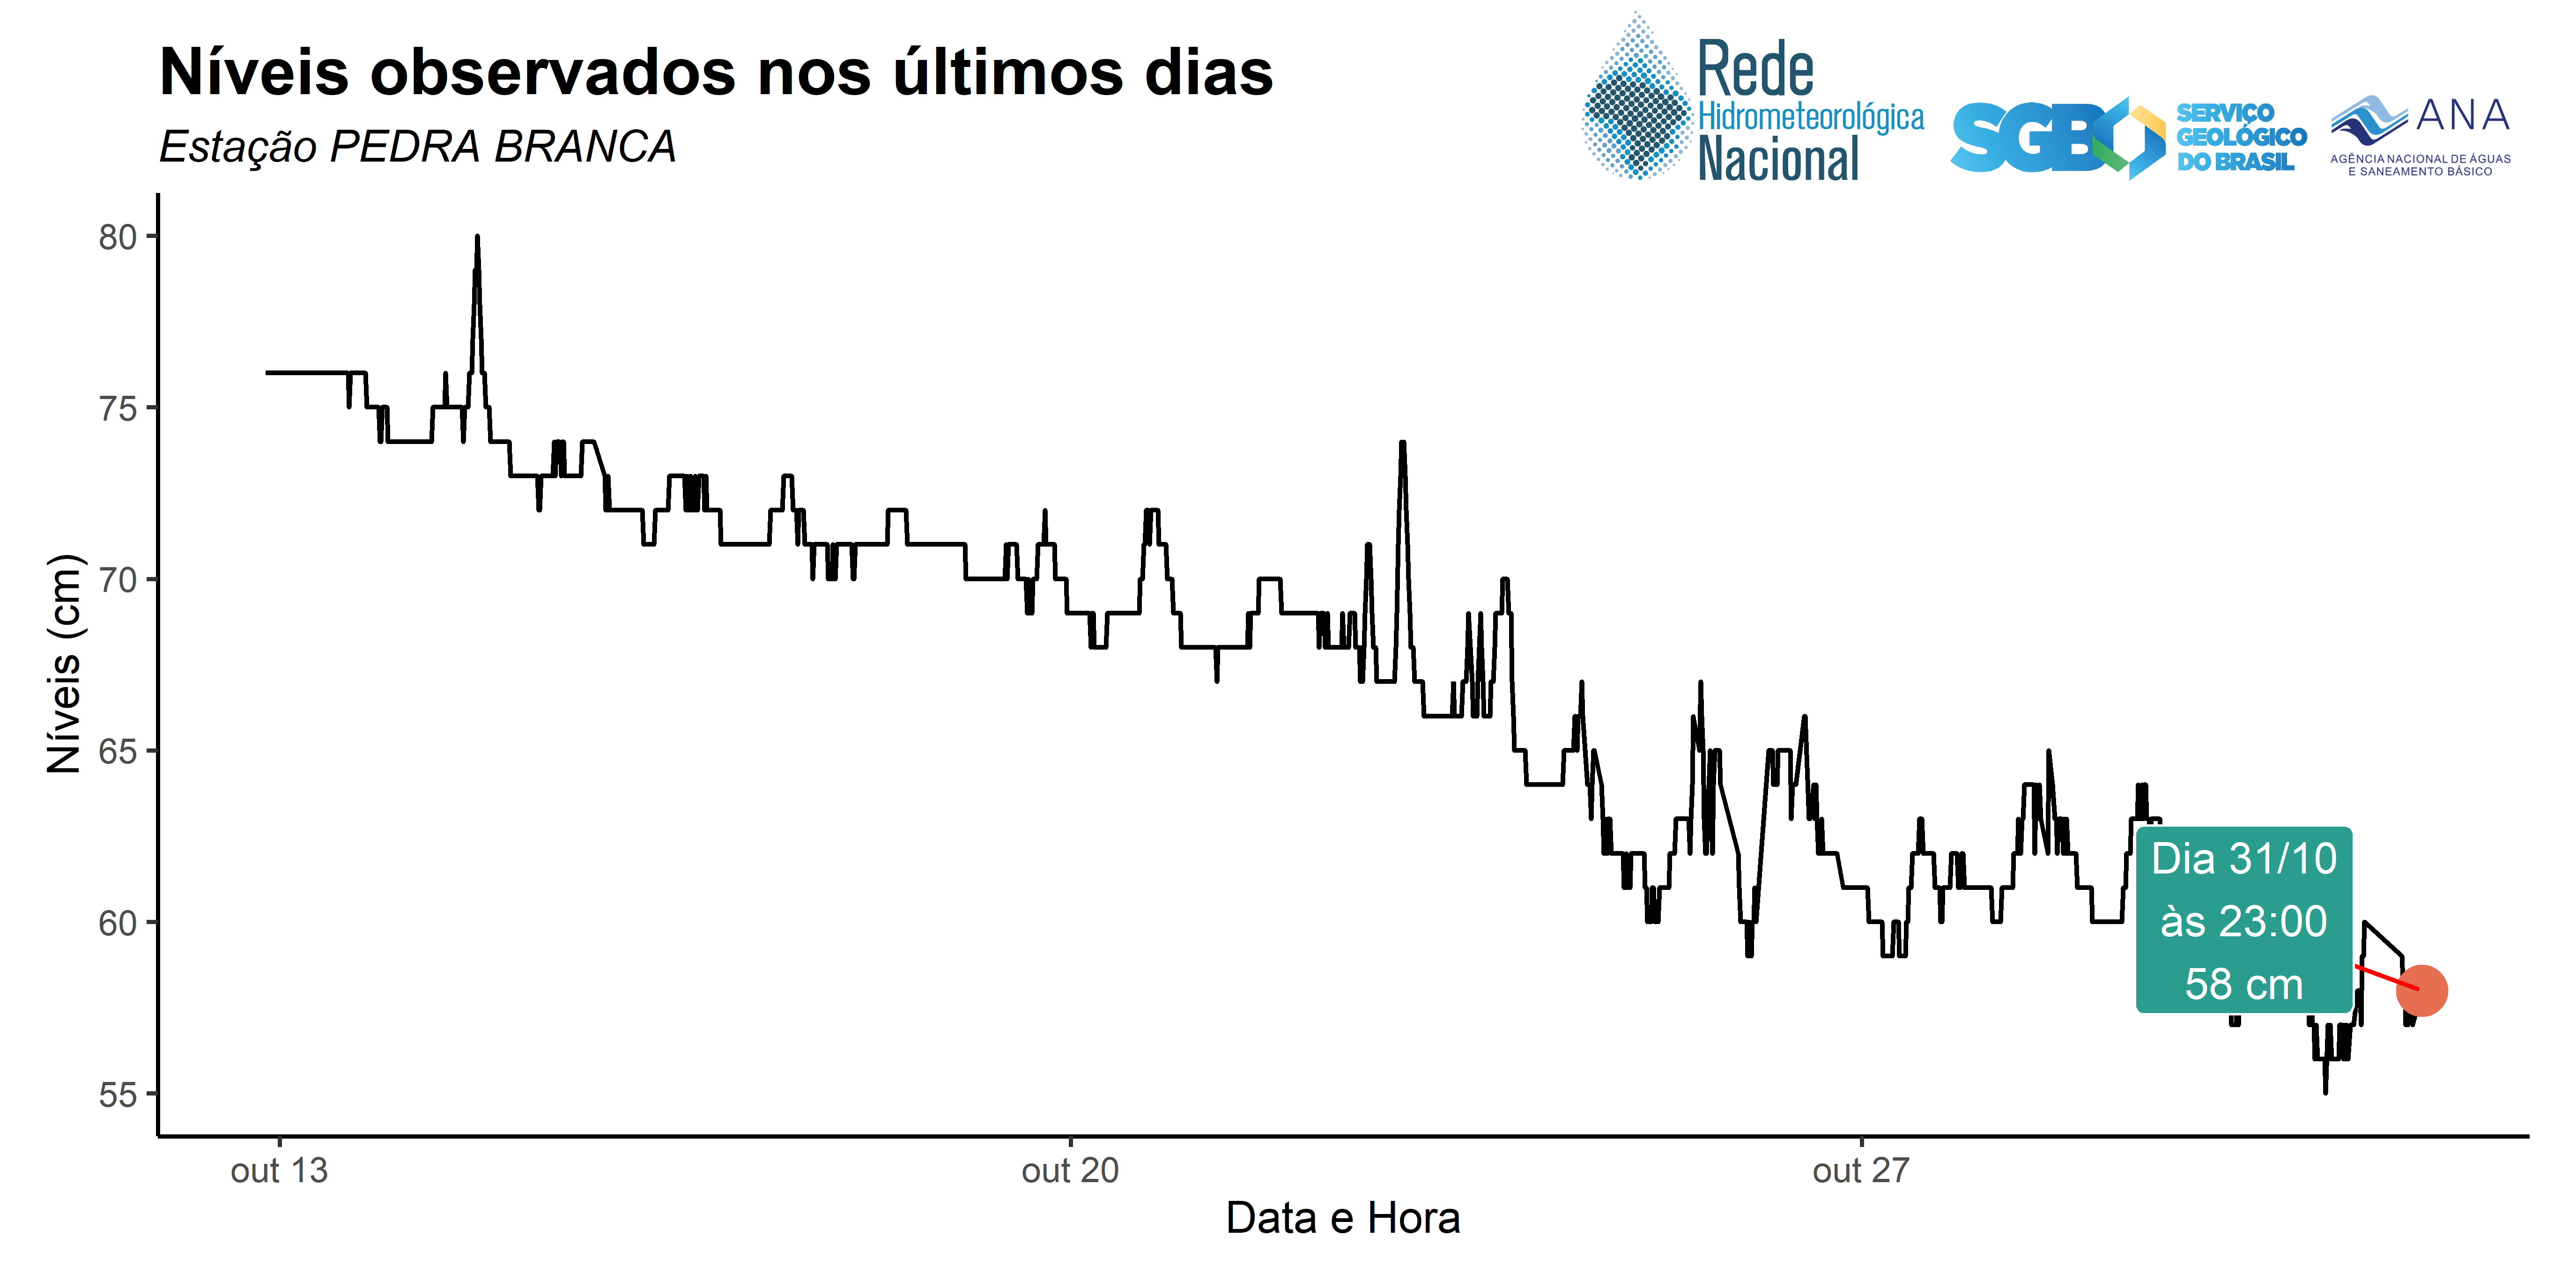 Níveis observados nos últimos dias
Estação PEDRA BRANCA
Rede
Hidrometeorológica
Nacional
SGB
SERVIÇO
GEOLÓGICO
DO BRASIL
ANA
AGÊNCIA NACIONAL DE ÁGUAS
E SANEAMENTO BÁSICO
Níveis (cm)
80
75
70
65
60
55
Dia 31/10
às 23:00
58 cm
out 13
out 20
out 27
Data e Hora